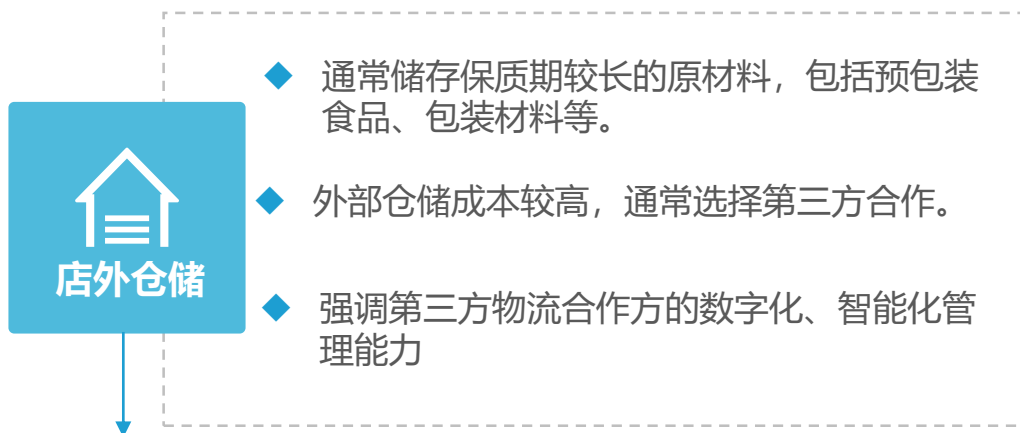 通常储存保质期较长的原材料，包括预包装
食品、包装材料等。
外部仓储成本较高，通常选择第三方合作。
店外仓储
强调第三方物流合作方的数字化、智能化管
理能力